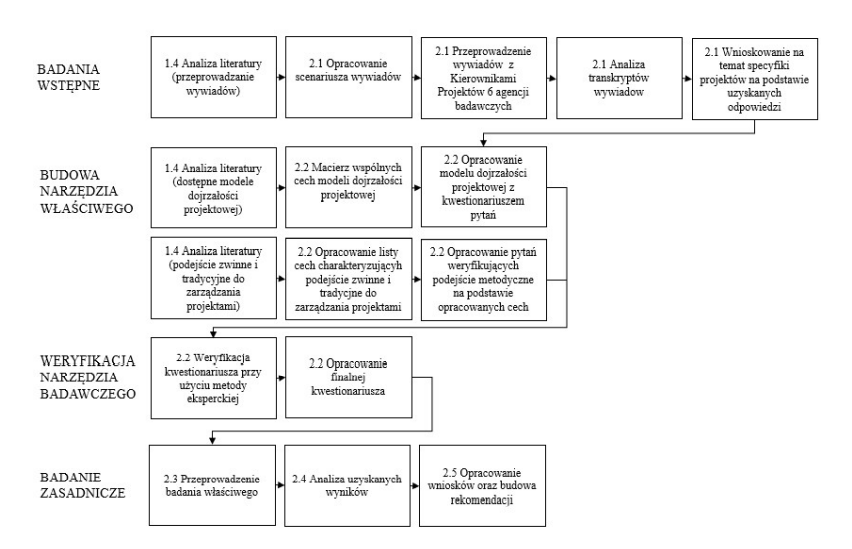 BADANIA
WSTĘPNE
1.4 Analiza literatury
(przeprowadzanie
wywiadów)
2.1 Opracowanie
scenariusza wywiadów
2.1 Przeprowadzenie
wywiadów z
Kierownikami
Projektów 6 agencji
badawczych
2.1 Analiza
transkryptów
wywiadow
2.1 Wnioskowanie na
temat specyfiki
projektów na podstawie
uzyskanych
odpowiedzi
BUDOWA
NARZĘDZIA
WŁAŚCIWEGO
1.4 Analiza literatury
(dostępne modele
dojrzałości
projektowej)
2.2 Macierz wspólnych
cech modeli dojrzałości
projektowej
2.2 Opracowanie
modelu dojrzałości
projektowej z
kwestionariuszem
pytań
1.4 Analiza literatury
(podejście zwinne i
tradycyjne do
zarządzania
projektami)
2.2 Opracowanie listy
cech charakteryzujących
podejście zwinne i
tradycjne do
zarządzania projektami
2.2 Opracowanie pytań
weryfikujących
podejście metodyczne
na podstawie
opracowanych cech
WERYFIKACJA
NARZĘDZIA
BADAWCZEGO
2.2 Weryfikacja
kwestionariusza przy
użyciu metody
eksperckiej
2.2 Opracowanie
finalnej
kwestionariusza
BADANIE
ZASADNICZE
2.3 Przeprowadzenie
badania właściwego
2.4 Analiza uzyskanych
wyników
2.5 Opracowanie
wniosków oraz budowa
rekomendacji